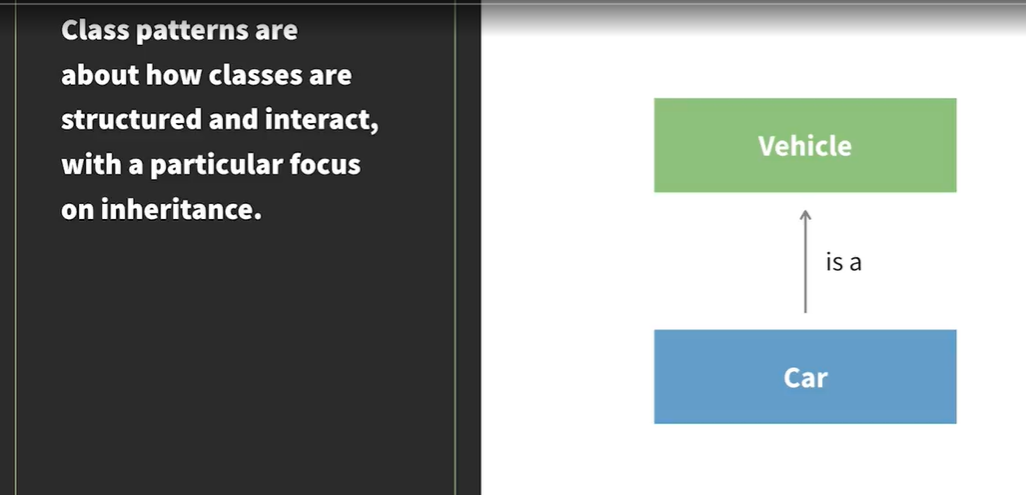 Class patterns are
about how classes are
structured and interact,
with a particular focus
on inheritance.
Vehicle
is a
Car